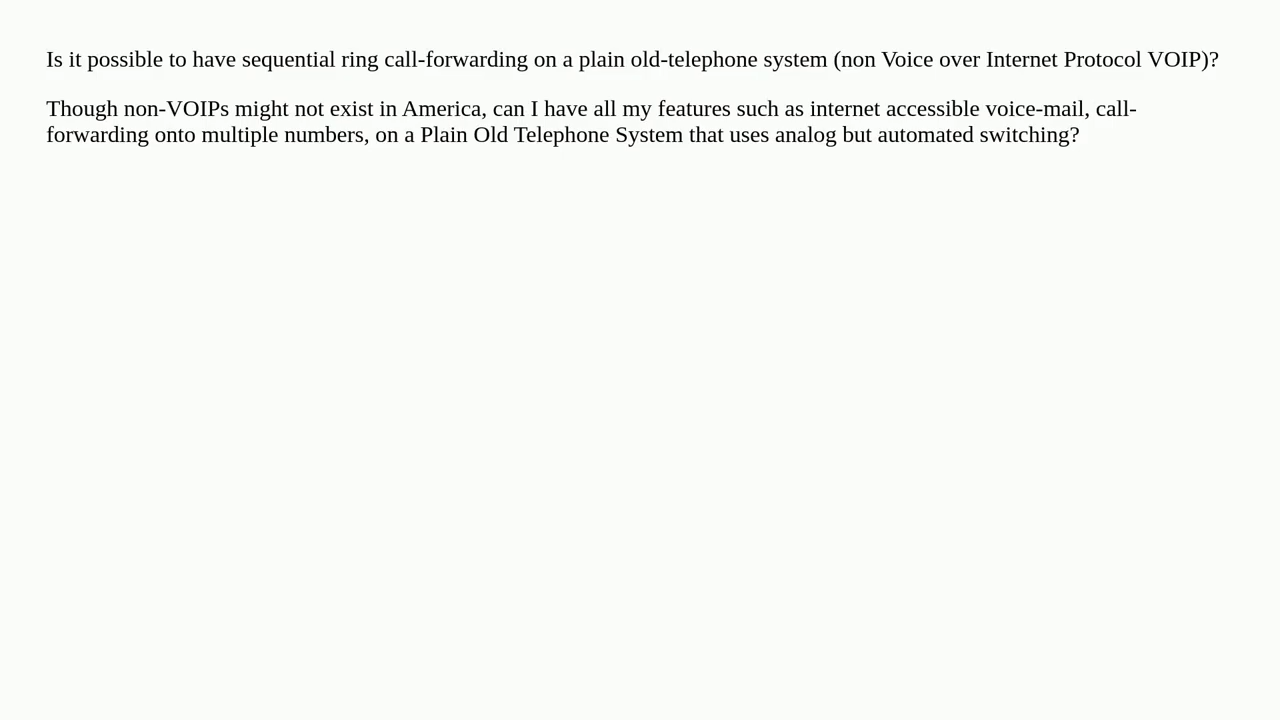 Is it possible to have sequential ring call-forwarding on a plain old-telephone system (non Voice over Internet Protocol VOIP)?
Though non-VOIPs might not exist in America, can I have all my features such as internet accessible voice-mail, call-
forwarding onto multiple numbers, on a Plain Old Telephone System that uses analog but automated switching?